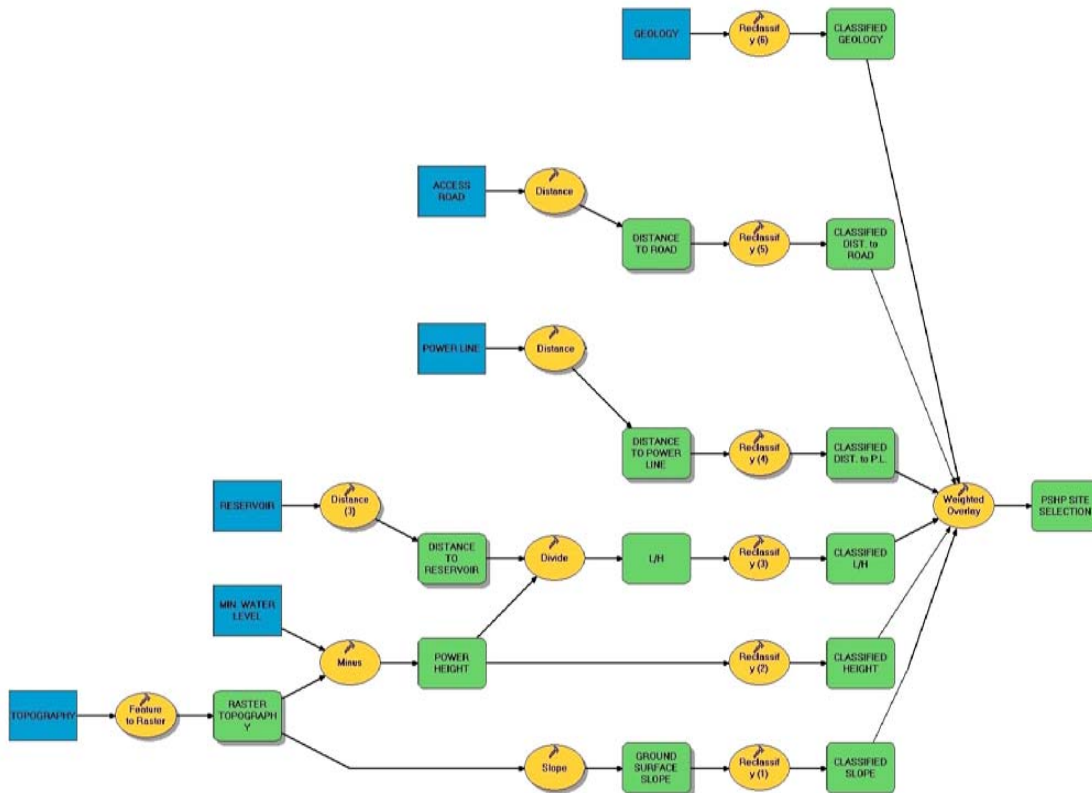 GEOLOGY
Reclassif
y (6)
CLASSIFIED
GEOLOGY
ACCESS
ROAD
Distance
DISTANCE
TO ROAD
Reclassif
y (5)
CLASSIFIED
DIST. to
ROAD
POWER LINE
Distance
DISTANCE
TO POWER
LINE
Reclassif
y (4)
CLASSIFIED
DIST. to P.L.
Weighted
Overlay
PSHP SITE
SELECTION
RESERVOIR
Distance
(3)
DISTANCE
TO
RESERVOIR
Divide
L/H
Reclassif
y (3)
CLASSIFIED
L/H
MIN. WATER
LEVEL
Minus
POWER
HEIGHT
Reclassif
y (2)
CLASSIFIED
HEIGHT
TOPOGRAPHY
Feature
to Raster
RASTER
TOPOGRAPH
Y
Slope
GROUND
SURFACE
SLOPE
Reclassif
y (1)
CLASSIFIED
SLOPE